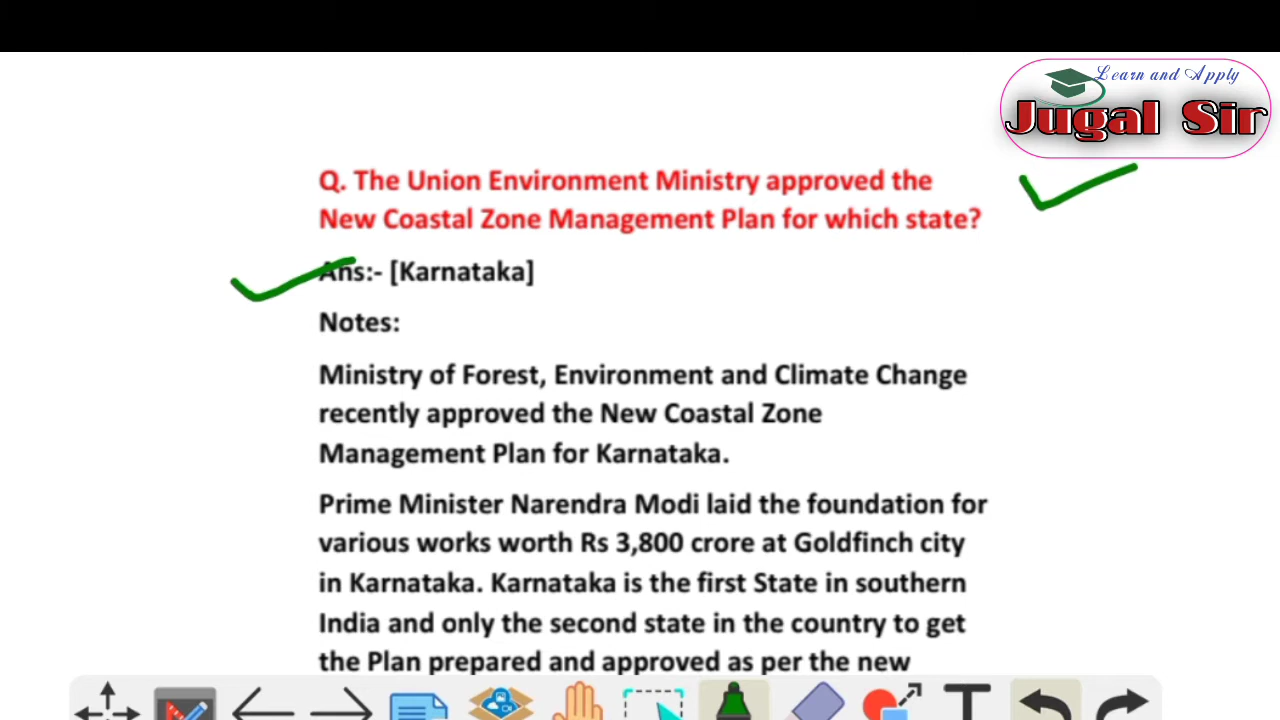 Learn and Apply
Jugal Sir
Q. The Union Environment Ministry approved the
New Coastal Zone Management Plan for which state?
Ans:- [Karnataka]
Notes:
Ministry of Forest, Environment and Climate Change
recently approved the New Coastal Zone
Management Plan for Karnataka.
Prime Minister Narendra Modi laid the foundation for
various works worth Rs 3,800 crore at Goldfinch city
in Karnataka. Karnataka is the first State in southern
India and only the second state in the country to get
the Plan prepared and approved as per the new
T